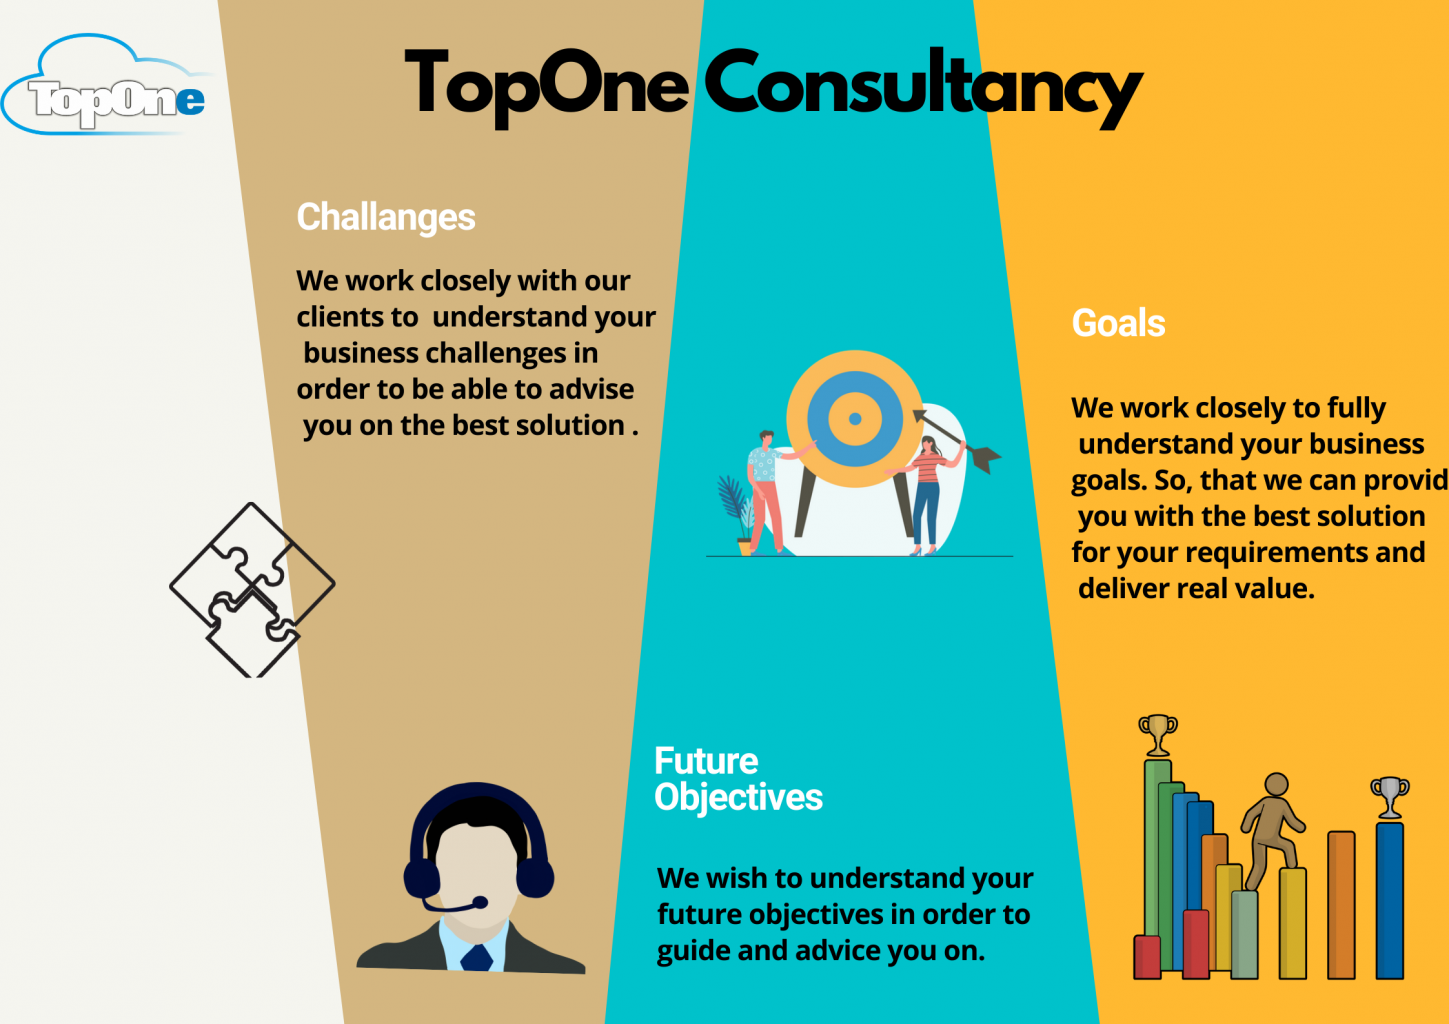 TopOne
TopOne Consultancy
Challanges
We work closely with our
clients to understand your
business challenges in
order to be able to advise
you on the best solution .
Future
Objectives
We wish to understand your
future objectives in order to
guide and advice you on.
Goals
We work closely to fully
understand your business
goals. So, that we can provid
you with the best solution
for your requirements and
deliver real value.